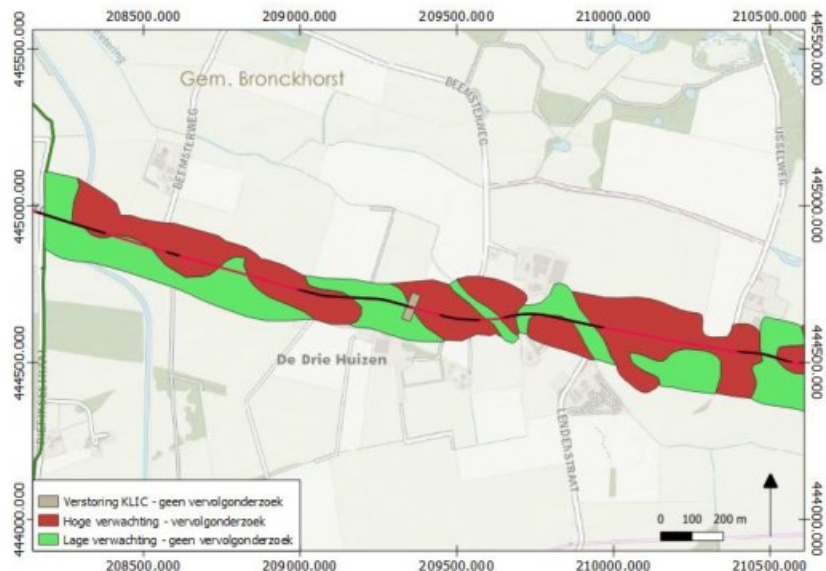 208500.000 209000.000 209500.000 210000.000 210500.000
445500.000 445500.000
Gem. Bronckhorst
BEEMSTERWEG
BEEMSTERWEG
IJSSELWEG
445000.000 445000.000
444500.000 444500.000
De Drie Huizen
LENDENSTRAAT
Verstoring KLIC - geen vervolgonderzoek
Hoge verwachting - vervolgonderzoek
Lage verwachting - geen vervolgonderzoek
0 100 200 m
444000.000 444000.000
208500.000 209000.000 209500.000 210000.000 210500.000